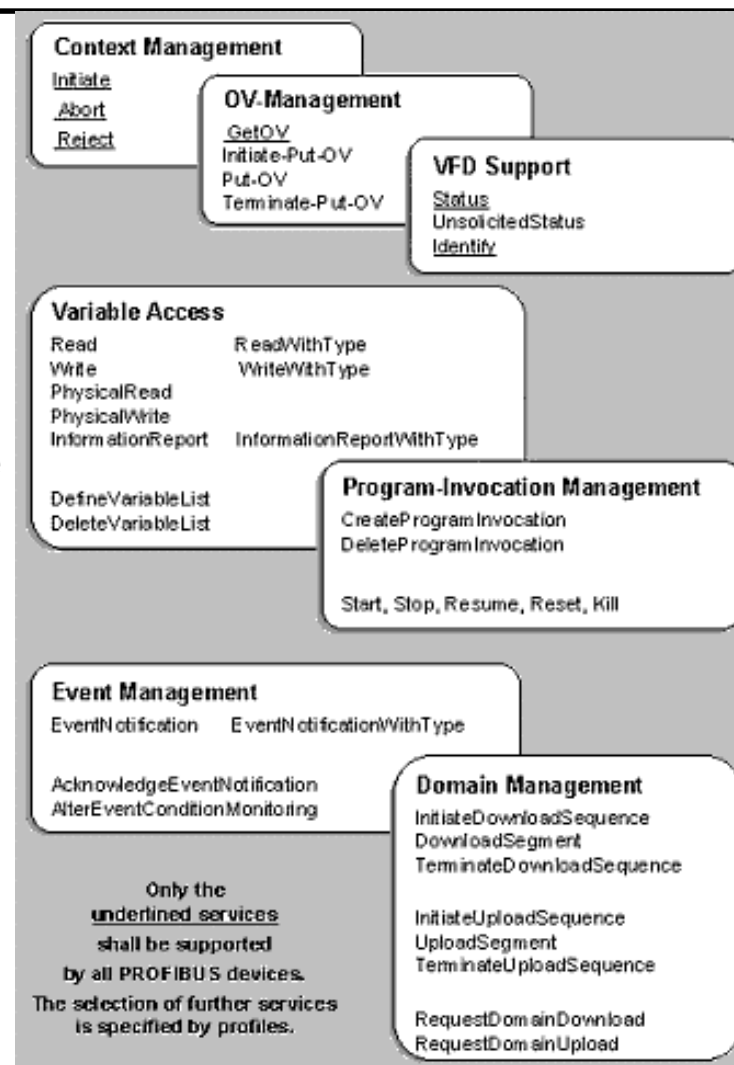 Context Management
Initiate
Abort
Reject
OV-Management
GetOV
Initiate-Put-OV
Put-OV
Terminate-Put-OV
VFD Support
Status
UnsolicitedStatus
Identify
Variable Access
Read ReadWithType
Write WriteWithType
PhysicalRead
PhysicalWrite
InformationReport InformationReportWithType
DefineVariableList
DeleteVariableList
Program-Invocation Management
CreateProgramInvocation
DeleteProgramInvocation
Start, Stop, Resume, Reset, Kill
Event Management
EventNotification EventNotificationWithType
AcknowledgeEventNotification
AlterEventConditionMonitoring
Domain Management
InitiateDownloadSequence
DownloadSegment
TerminateDownloadSequence
InitiateUploadSequence
UploadSegment
TerminateUploadSequence
RequestDomainDownload
RequestDomainUpload
Only the
underlined services
shall be supported
by all PROFIBUS devices.
The selection of further services
is specified by profiles.